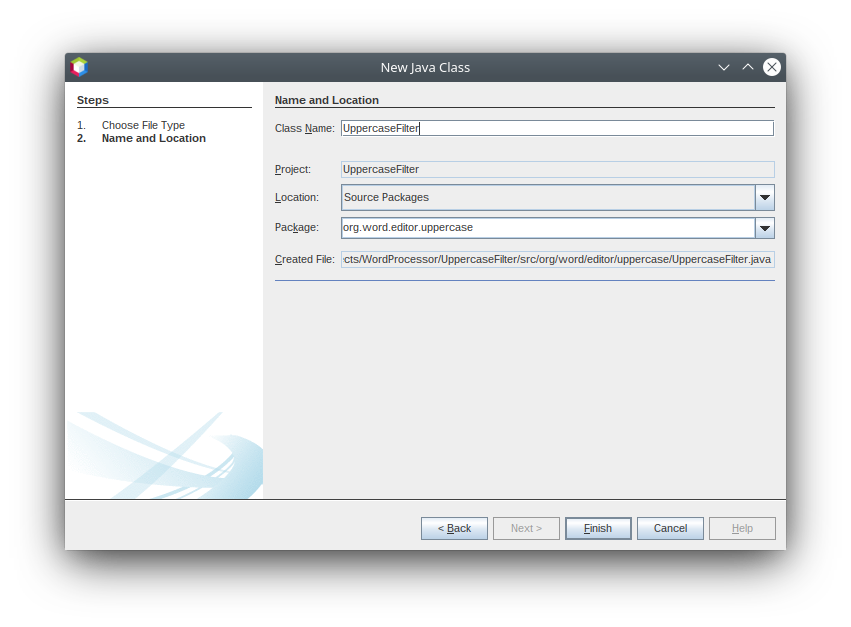 New Java Class
Steps
1. Choose File Type
2. Name and Location
Name and Location
Class Name: UppercaseFilter
Project: UppercaseFilter
Location: Source Packages
Package: org.word.editor.uppercase
Created File: cts/WordProcessor/UppercaseFilter/src/org/word/editor/uppercase/UppercaseFilter.java
< Back Next > Finish Cancel Help